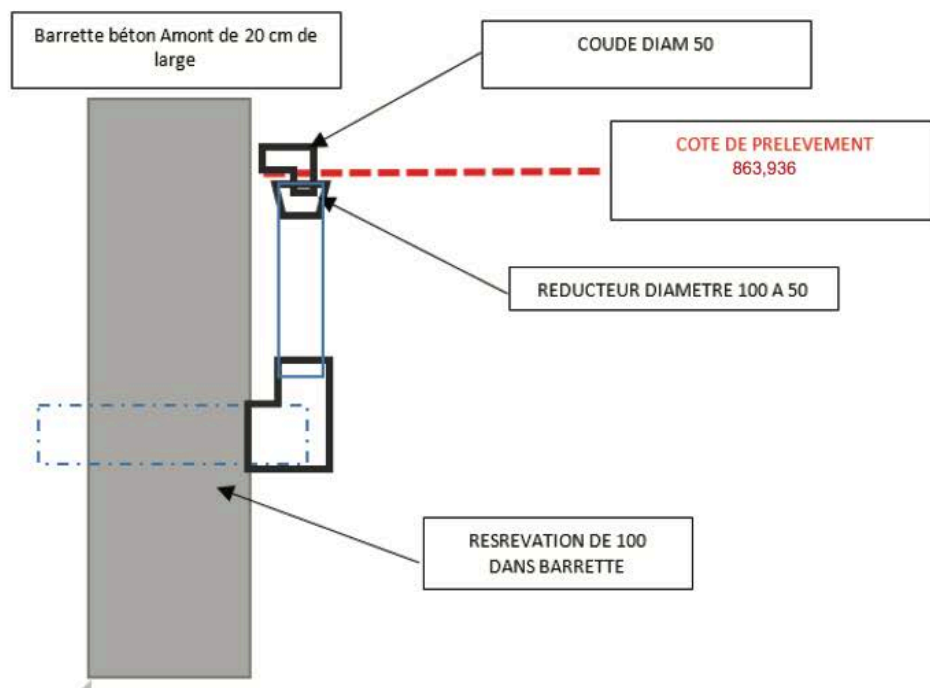 Barrette béton Amont de 20 cm de
large
COUDE DIAM 50
COTE DE PRELEVEMENT
863,936
REDUCTEUR DIAMETRE 100 A 50
RESREVATION DE 100
DANS BARRETTE